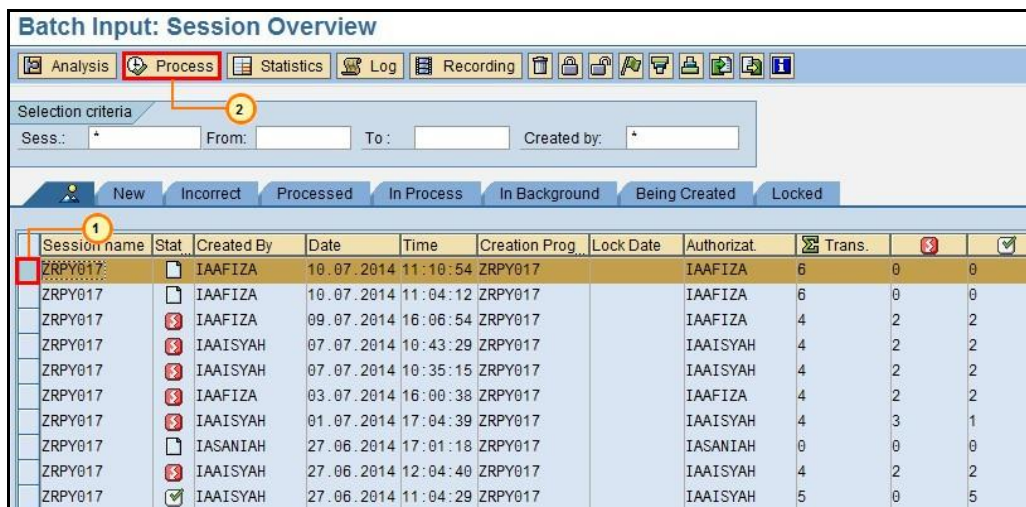 Batch Input: Session Overview
Analysis Process Statistics Log Recording
Selection criteria
2
Sess.: * From: To : Created by: *
New Incorrect Processed In Process In Background Being Created Locked
1
Session name Stat Created By Date Time Creation Prog Lock Date Authorizat. Trans.
ZRPY017 IAAFIZA 10.07.2014 11:10:54 ZRPY017 IAAFIZA 6 0 0
ZRPY017 IAAFIZA 10.07.2014 11:04:12 ZRPY017 IAAFIZA 6 0 0
ZRPY017 IAAFIZA 09.07.2014 16:06:54 ZRPY017 IAAFIZA 4 2 2
ZRPY017 IAAISYAH 07.07.2014 10:43:29 ZRPY017 IAAISYAH 4 2 2
ZRPY017 IAAISYAH 07.07.2014 10:35:15 ZRPY017 IAAISYAH 4 2 2
ZRPY017 IAAFIZA 03.07.2014 16:00:38 ZRPY017 IAAFIZA 4 2 2
ZRPY017 IAAISYAH 01.07.2014 17:04:39 ZRPY017 IAAISYAH 4 3 1
ZRPY017 IASANIAH 27.06.2014 17:01:18 ZRPY017 IASANIAH 0 0 0
ZRPY017 IAAISYAH 27.06.2014 12:04:40 ZRPY017 IAAISYAH 4 2 2
ZRPY017 IAAISYAH 27.06.2014 11:04:29 ZRPY017 IAAISYAH 5 0 5